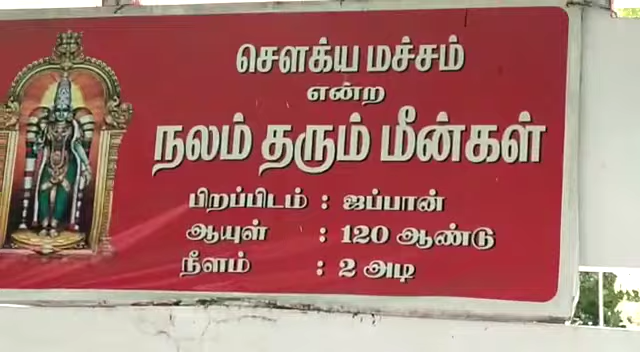 சௌக்ய மச்சம்
என்ற
நலம் தரும் மீன்கள்
பிறப்பிடம் : ஜப்பான்
ஆயுள் : 120 ஆண்டு
நீளம் : 2 அடி